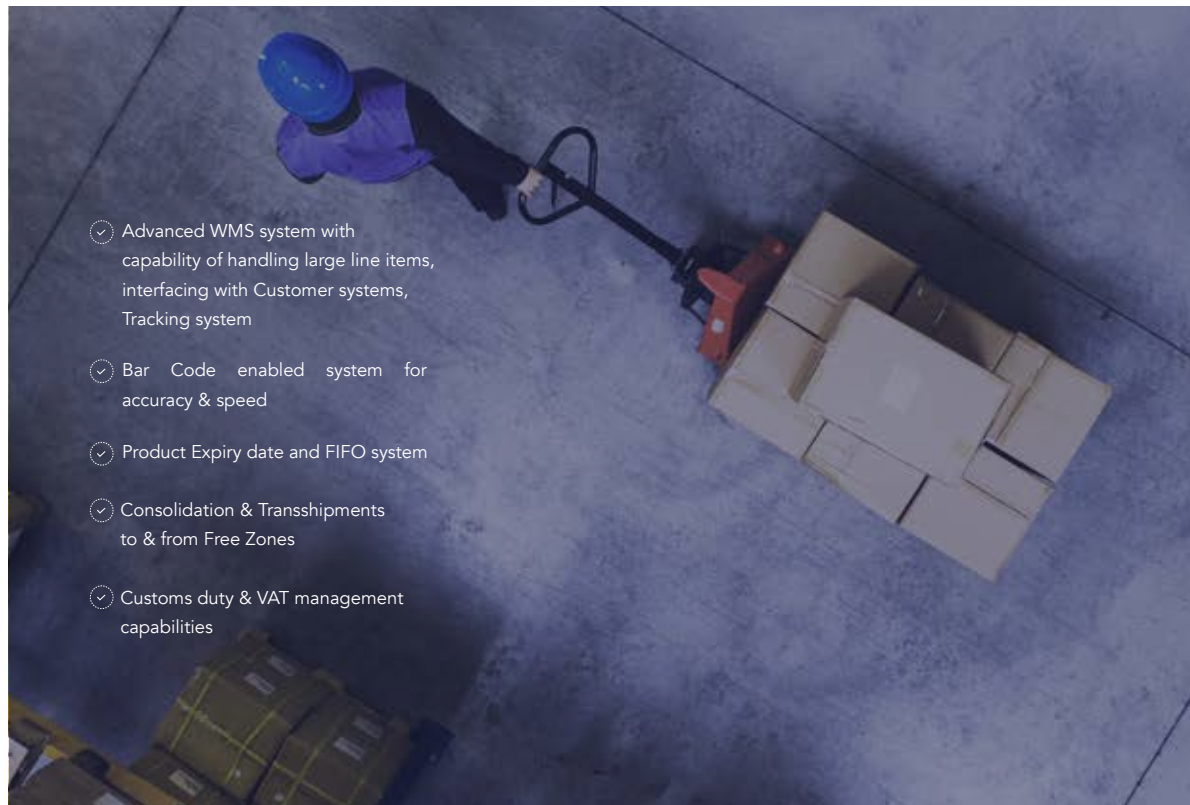 Advanced WMS system with
capability of handling large line items,
interfacing with Customer systems,
Tracking system
Bar Code enabled system for
accuracy & speed
Product Expiry date and FIFO system
Consolidation & Transshipments
to & from Free Zones
Customs duty & VAT management
capabilities